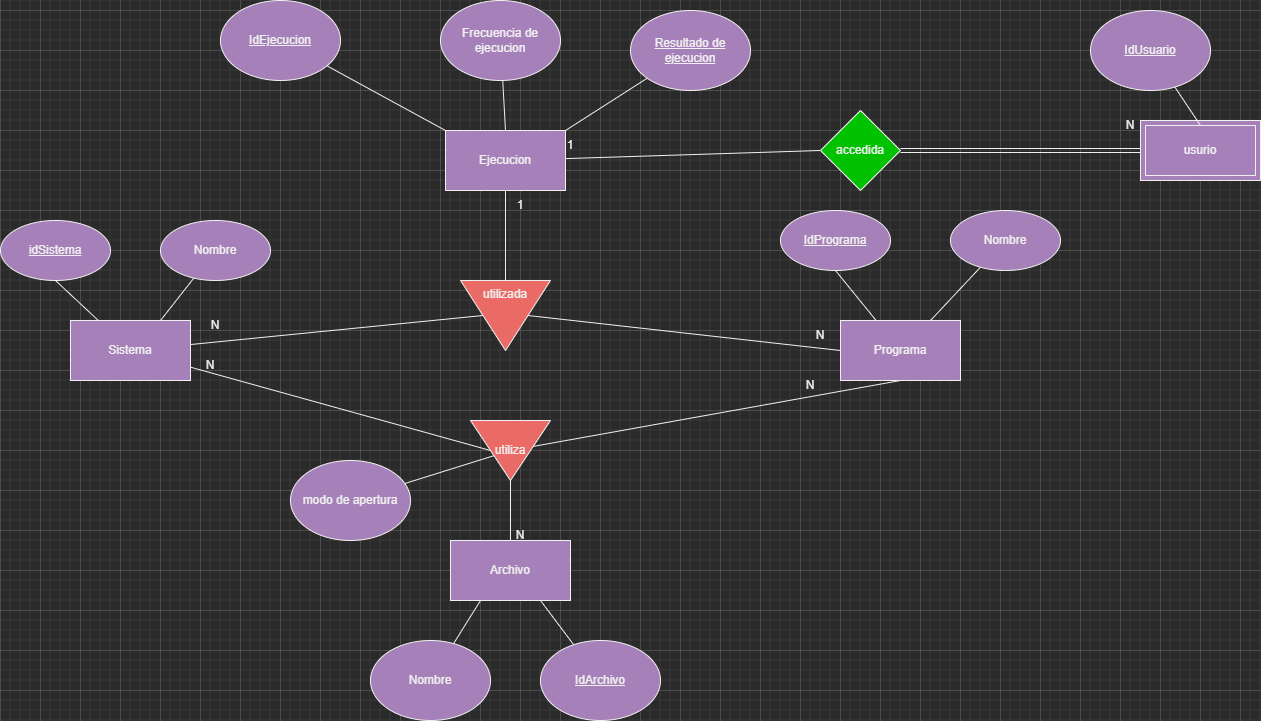 IdEjecucion
Frecuencia de
ejecucion
Resultado de
ejecucion
IdUsuario
Ejecucion
1
accedida
N
usurio
1
idSistema
Nombre
IdPrograma
Nombre
utilizada
Sistema
N
N
Programa
N
N
utiliza
modo de apertura
N
Archivo
Nombre
IdArchivo